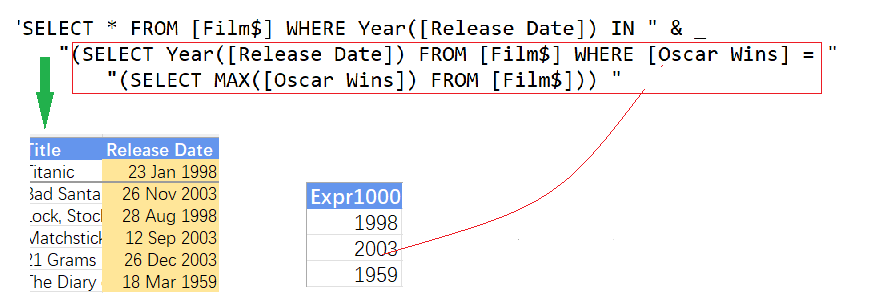 'SELECT * FROM [Film$] WHERE Year([Release Date]) IN " & _
"(SELECT Year([Release Date]) FROM [Film$] WHERE [Oscar Wins] = "
"(SELECT MAX([Oscar Wins]) FROM [Film$])) "
Title Release Date
Titanic 23 Jan 1998
Bad Santa 26 Nov 2003
Lock, Stoc 28 Aug 1998
Matchstick 12 Sep 2003
21 Grams 26 Dec 2003
The Diary 18 Mar 1959
Expr1000
1998
2003
1959